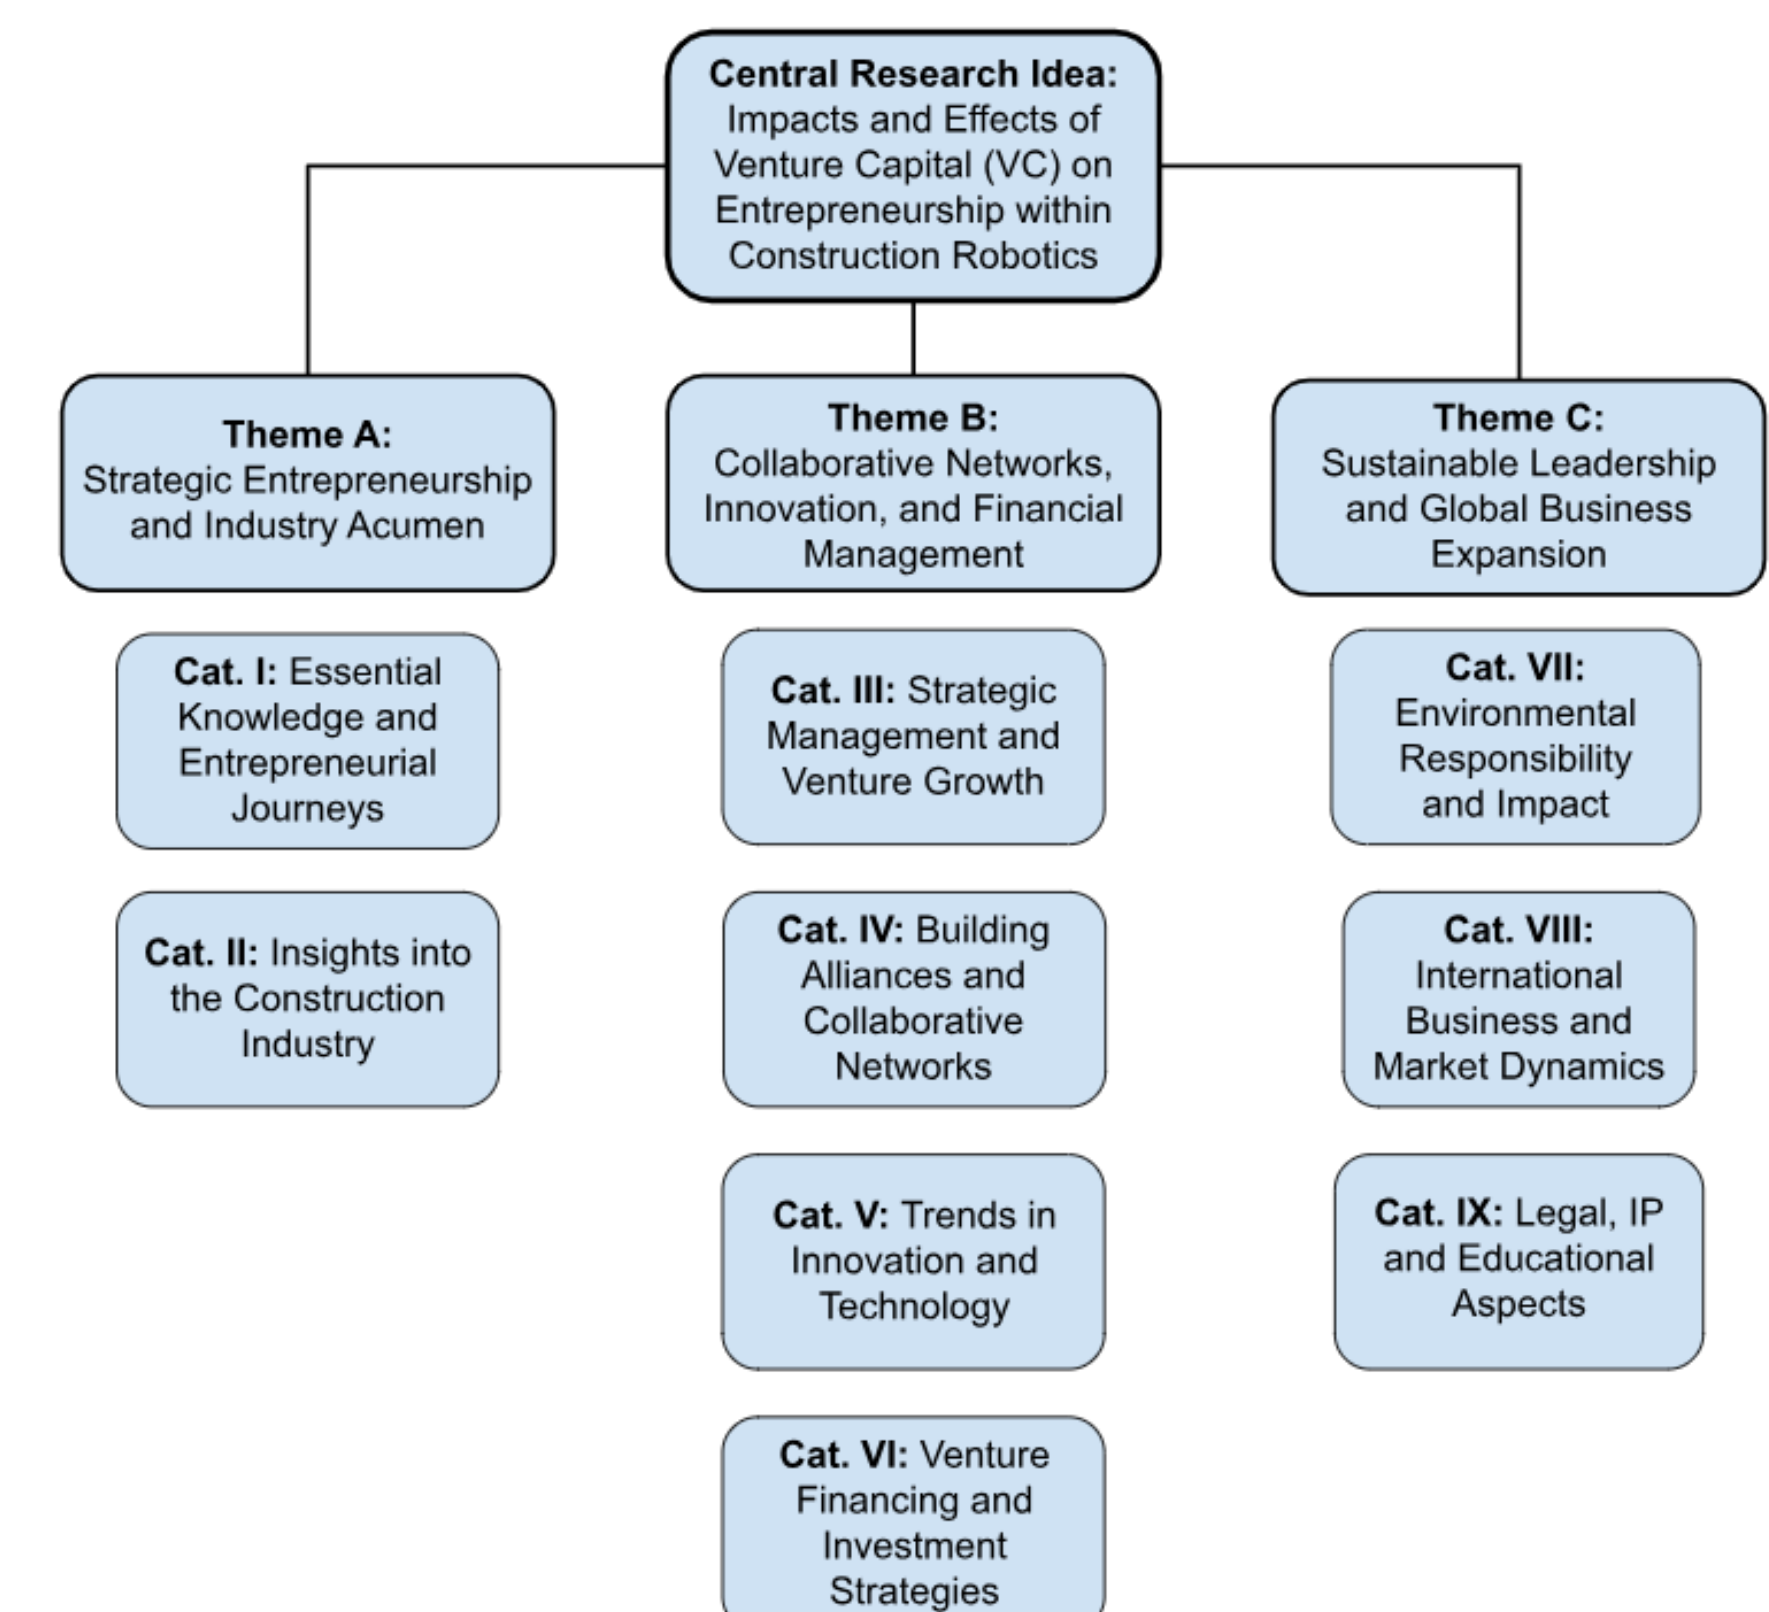 Central Research Idea:
Impacts and Effects of
Venture Capital (VC) on
Entrepreneurship within
Construction Robotics
Theme A:
Strategic Entrepreneurship
and Industry Acumen
Theme B:
Collaborative Networks,
Innovation, and Financial
Management
Theme C:
Sustainable Leadership
and Global Business
Expansion
Cat. I: Essential
Knowledge and
Entrepreneurial
Journeys
Cat. II: Insights into
the Construction
Industry
Cat. III: Strategic
Management and
Venture Growth
Cat. IV: Building
Alliances and
Collaborative
Networks
Cat. V: Trends in
Innovation and
Technology
Cat. VI: Venture
Financing and
Investment
Strategies
Cat. VII:
Environmental
Responsibility
and Impact
Cat. VIII:
International
Business and
Market Dynamics
Cat. IX: Legal, IP
and Educational
Aspects